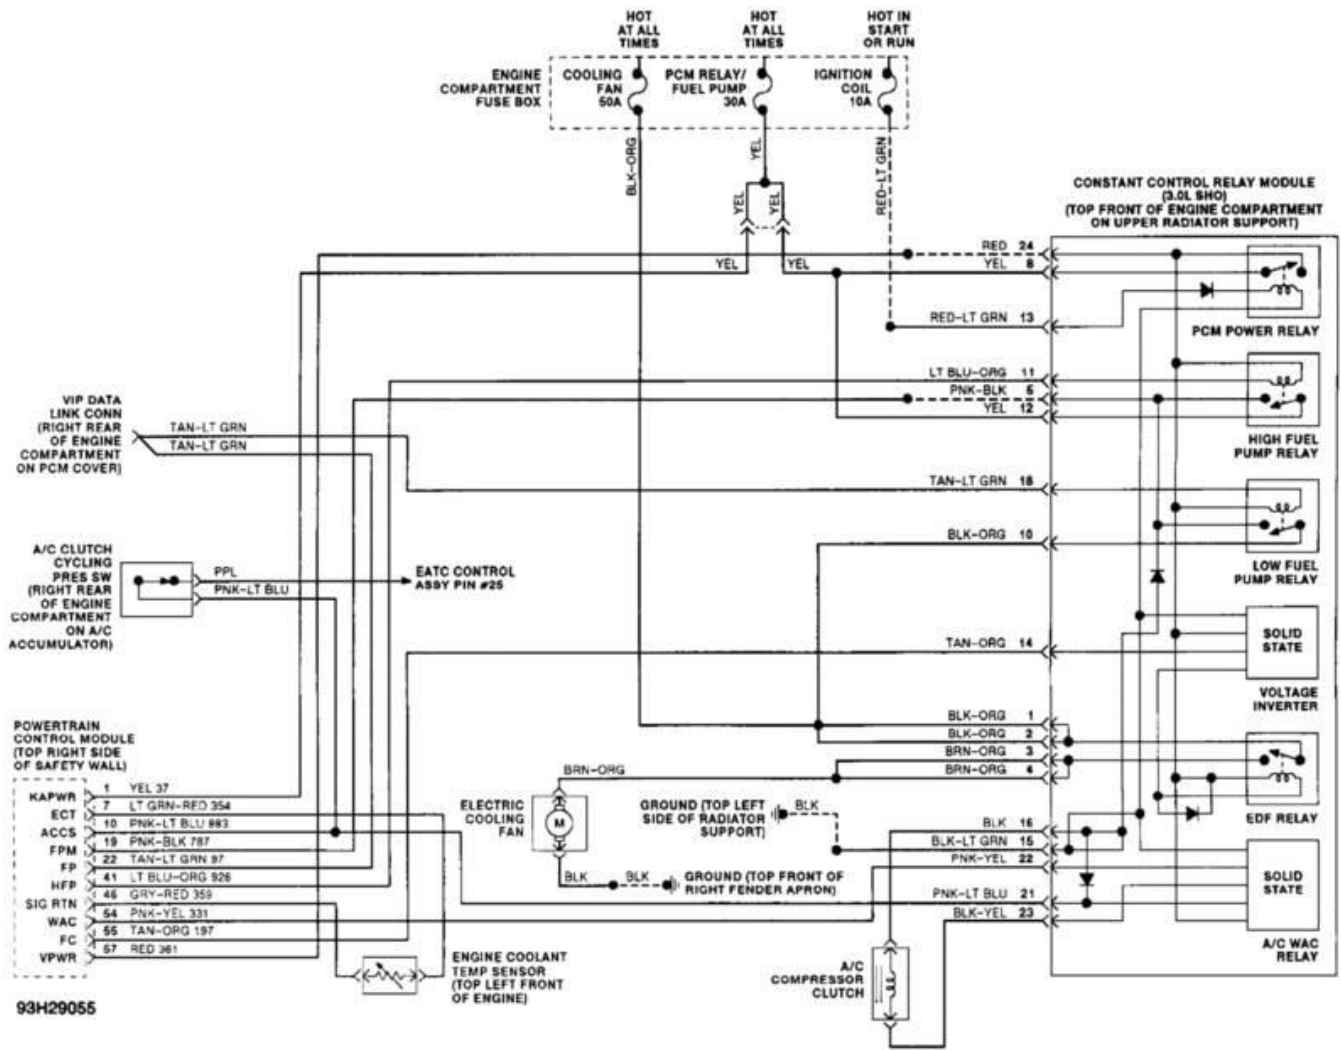 HOT
AT ALL
TIMES
HOT
AT ALL
TIMES
HOT IN
START
OR RUN
ENGINE
COMPARTMENT
FUSE BOX
COOLING
FAN
50A
PCM RELAY/
FUEL PUMP
30A
IGNITION
COIL
10A
BLK-ORG
YEL
RED-LT GRN
YEL
YEL
YEL
YEL
CONSTANT CONTROL RELAY MODULE
(3.0L SHO)
(TOP FRONT OF ENGINE COMPARTMENT
ON UPPER RADIATOR SUPPORT)
RED 24
YEL 8
RED-LT GRN 13
PCM POWER RELAY
LT BLU-ORG 11
PNK-BLK 5
YEL 12
HIGH FUEL
PUMP RELAY
VIP DATA
LINK CONN
(RIGHT REAR
OF ENGINE
COMPARTMENT
ON PCM COVER)
TAN-LT GRN
TAN-LT GRN
TAN-LT GRN 18
BLK-ORG 10
LOW FUEL
PUMP RELAY
A/C CLUTCH
CYCLING
PRES SW
(RIGHT REAR
OF ENGINE
COMPARTMENT
ON A/C
ACCUMULATOR)
PPL
PNK-LT BLU
EATC CONTROL
ASSY PIN #25
TAN-ORG 14
SOLID
STATE
VOLTAGE
INVERTER
BLK-ORG 1
BLK-ORG 2
BRN-ORG 3
BRN-ORG 4
EDF RELAY
POWERTRAIN
CONTROL MODULE
(TOP RIGHT SIDE
OF SAFETY WALL)
KAPWR 1 YEL 37
ECT 7 LT GRN-RED 354
ACCS 10 PNK-LT BLU 883
FPM 19 PNK-BLK 787
FP 22 TAN-LT GRN 97
HFP 41 LT BLU-ORG 926
SIG RTN 46 GRY-RED 359
WAC 54 PNK-YEL 331
FC 55 TAN-ORG 197
VPWR 57 RED 361
BRN-ORG
ELECTRIC
COOLING
FAN
M
BLK
BLK
GROUND (TOP LEFT
SIDE OF RADIATOR
SUPPORT)
BLK
GROUND (TOP FRONT OF
RIGHT FENDER APRON)
BLK 16
BLK-LT GRN 15
PNK-YEL 22
PNK-LT BLU 21
BLK-YEL 23
SOLID
STATE
A/C WAC
RELAY
ENGINE COOLANT
TEMP SENSOR
(TOP LEFT FRONT
OF ENGINE)
A/C
COMPRESSOR
CLUTCH
93H29055